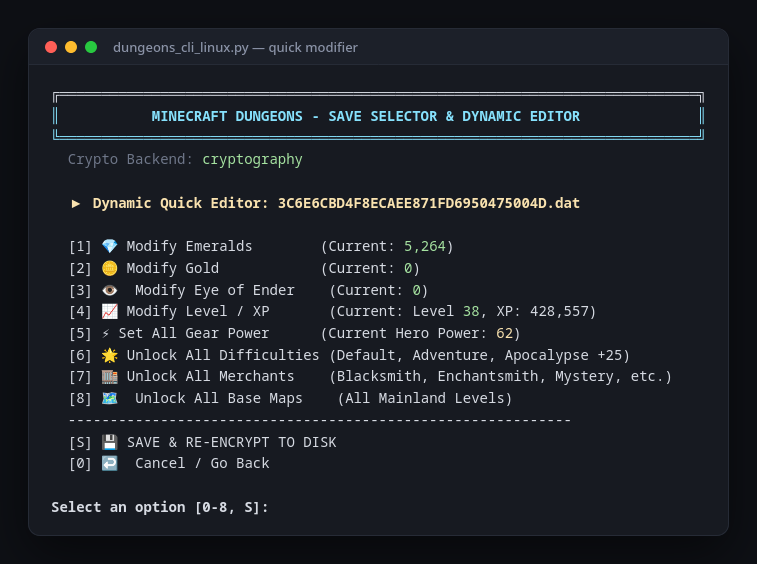 dungeons_cli_linux.py — quick modifier
MINECRAFT DUNGEONS - SAVE SELECTOR & DYNAMIC EDITOR
Crypto Backend: cryptography
► Dynamic Quick Editor: 3C6E6CBD4F8ECAEE871FD6950475004D.dat
[1] 💎 Modify Emeralds (Current: 5,264)
[2] 🪙 Modify Gold (Current: 0)
[3] 👁️ Modify Eye of Ender (Current: 0)
[4] 📈 Modify Level / XP (Current: Level 38, XP: 428,557)
[5] ⚡ Set All Gear Power (Current Hero Power: 62)
[6] 🌟 Unlock All Difficulties (Default, Adventure, Apocalypse +25)
[7] 🏬 Unlock All Merchants (Blacksmith, Enchantsmith, Mystery, etc.)
[8] 🗺️ Unlock All Base Maps (All Mainland Levels)
------------------------------------------------------------
[S] 💾 SAVE & RE-ENCRYPT TO DISK
[0] ↩️ Cancel / Go Back
Select an option [0-8, S]: